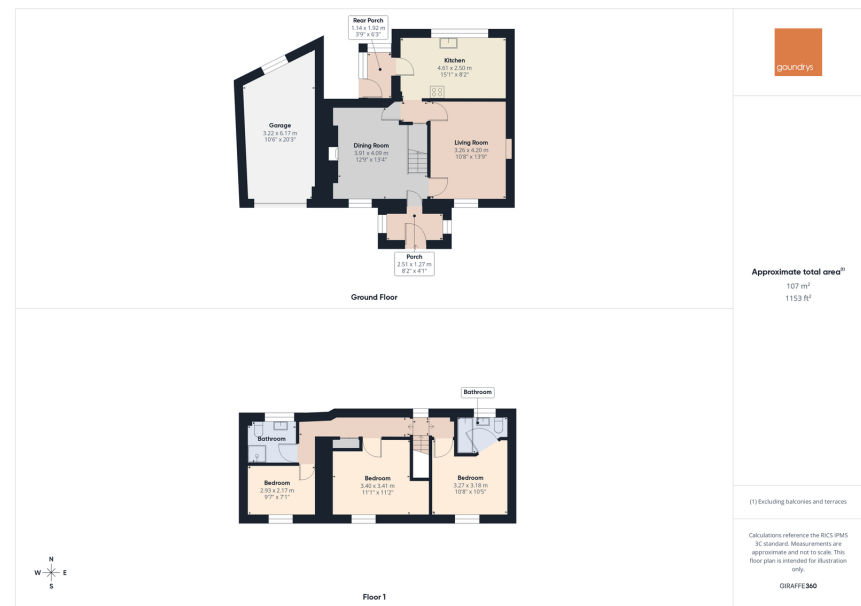 Rear Porch
1.14 x 1.92 m
3'9" x 6'3"
Kitchen
4.61 x 2.50 m
15'1" x 8'2"
Garage
3.22 x 6.17 m
10'6" x 20'3"
Dining Room
3.91 x 4.09 m
12'9" x 13'4"
Living Room
3.26 x 4.20 m
10'8" x 13'9"
Porch
2.51 x 1.27 m
8'2" x 4'1"
Ground Floor
Bathroom
Bathroom
Bedroom
2.93 x 2.17 m
9'7" x 7'1"
Bedroom
3.40 x 3.41 m
11'1" x 11'2"
Bedroom
3.27 x 3.18 m
10'8" x 10'5"
N
W E
S
Floor 1
goundrys
Approximate total area⁽¹⁾
107 m²
1153 ft²
(1) Excluding balconies and terraces
Calculations reference the RICS IPMS
3C standard. Measurements are
approximate and not to scale. This
floor plan is intended for illustration
only.
GIRAFFE360